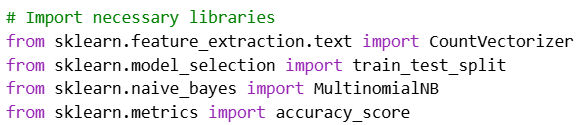 # Import necessary libraries
from sklearn.feature_extraction.text import CountVectorizer
from sklearn.model_selection import train_test_split
from sklearn.naive_bayes import MultinomialNB
from sklearn.metrics import accuracy_score